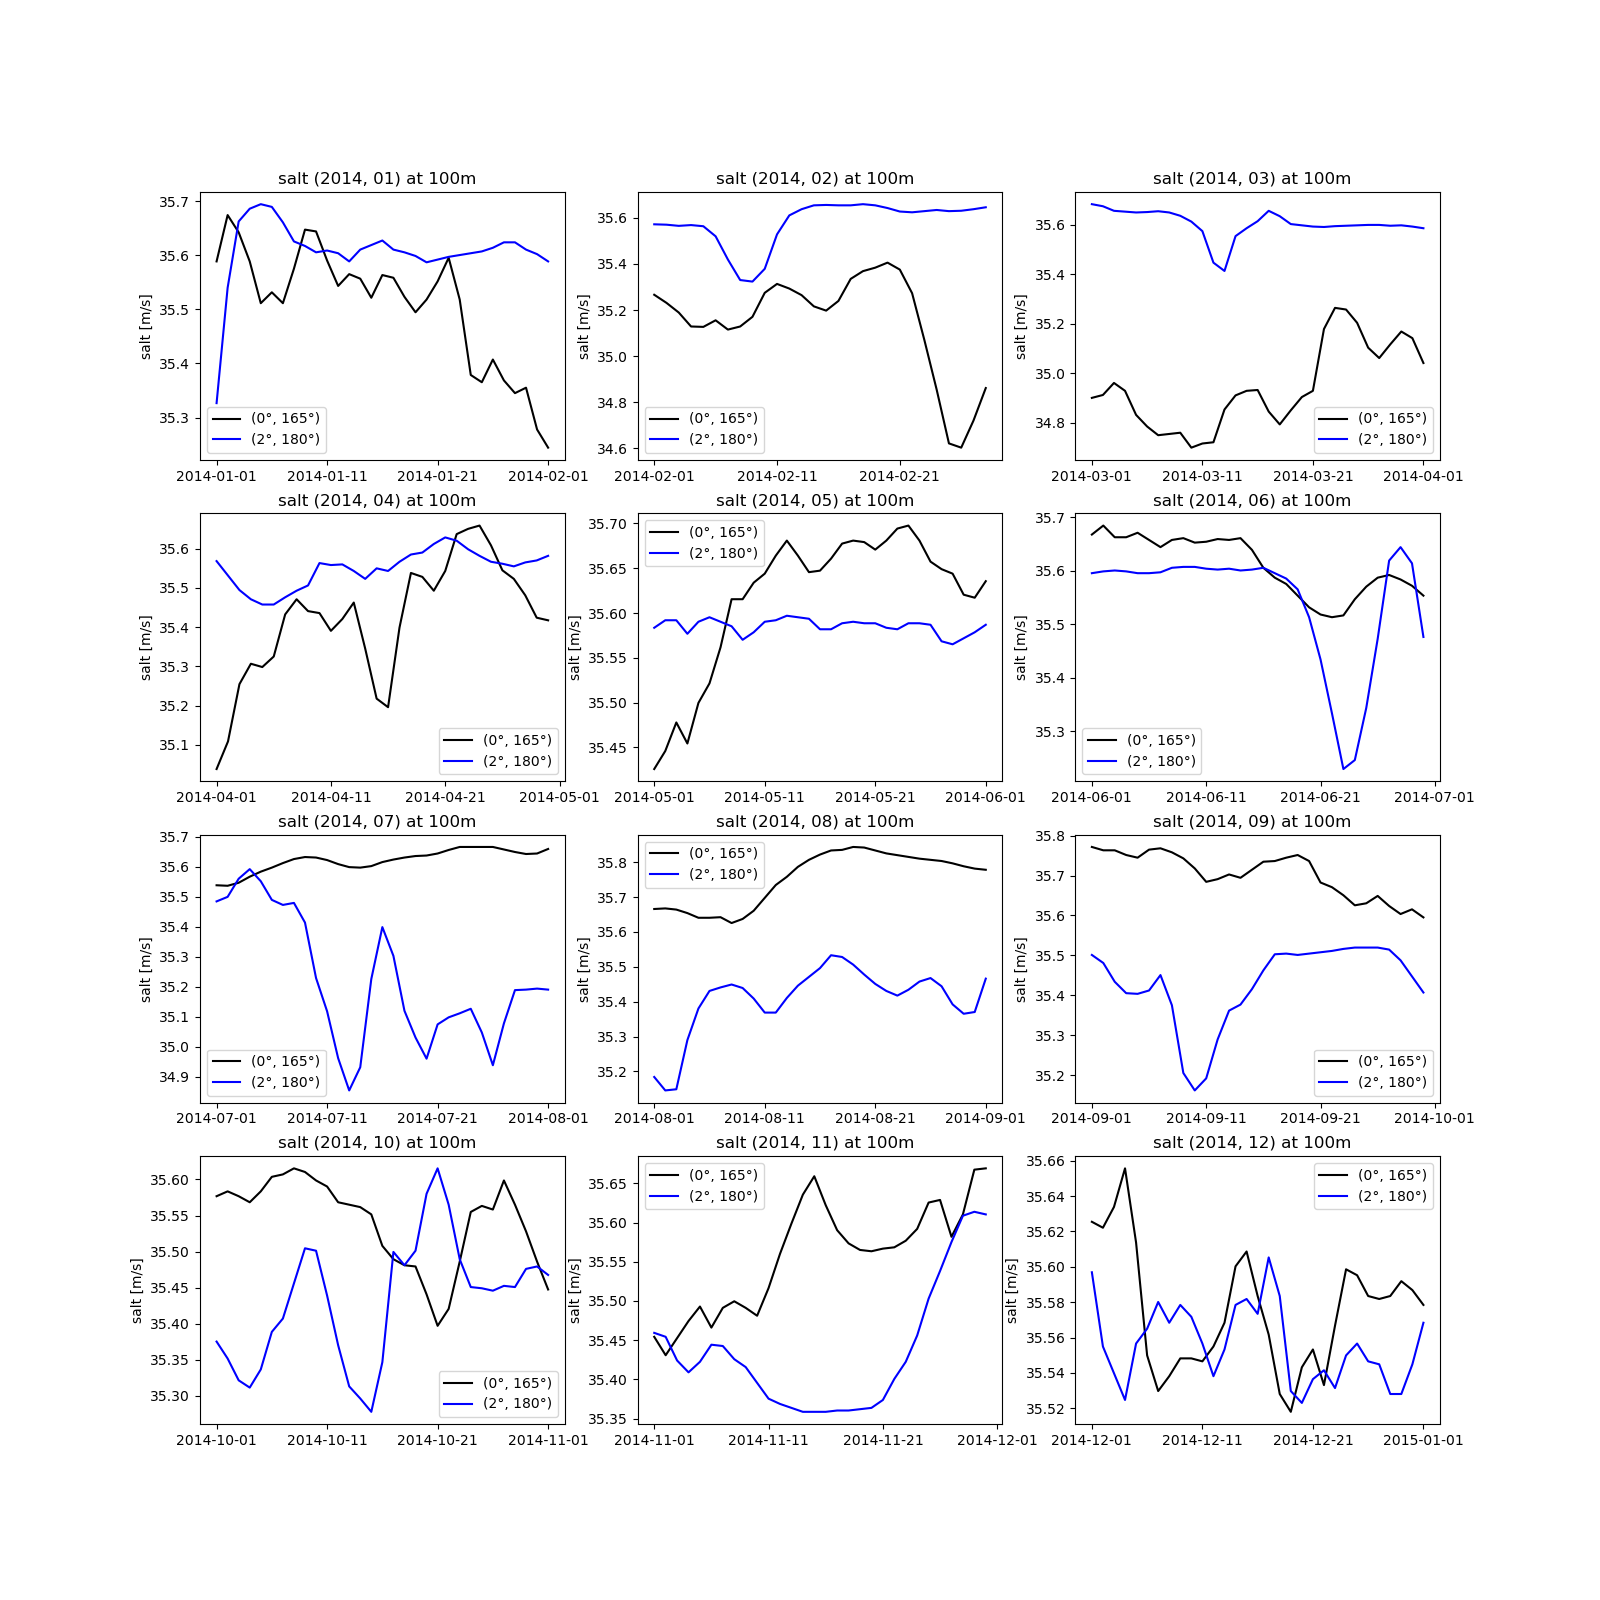 salt (2014, 01) at 100m
salt [m/s]
35.7
35.6
35.5
35.4
35.3
(0°, 165°)
(2°, 180°)
2014-01-01 2014-01-11 2014-01-21 2014-02-01
salt (2014, 02) at 100m
salt [m/s]
35.6
35.4
35.2
35.0
34.8
34.6
(0°, 165°)
(2°, 180°)
2014-02-01 2014-02-11 2014-02-21
salt (2014, 03) at 100m
salt [m/s]
35.6
35.4
35.2
35.0
34.8
(0°, 165°)
(2°, 180°)
2014-03-01 2014-03-11 2014-03-21 2014-04-01
salt (2014, 04) at 100m
salt [m/s]
35.6
35.5
35.4
35.3
35.2
35.1
(0°, 165°)
(2°, 180°)
2014-04-01 2014-04-11 2014-04-21 2014-05-01
salt (2014, 05) at 100m
salt [m/s]
35.70
35.65
35.60
35.55
35.50
35.45
(0°, 165°)
(2°, 180°)
2014-05-01 2014-05-11 2014-05-21 2014-06-01
salt (2014, 06) at 100m
salt [m/s]
35.7
35.6
35.5
35.4
35.3
(0°, 165°)
(2°, 180°)
2014-06-01 2014-06-11 2014-06-21 2014-07-01
salt (2014, 07) at 100m
salt [m/s]
35.7
35.6
35.5
35.4
35.3
35.2
35.1
35.0
34.9
(0°, 165°)
(2°, 180°)
2014-07-01 2014-07-11 2014-07-21 2014-08-01
salt (2014, 08) at 100m
salt [m/s]
35.8
35.7
35.6
35.5
35.4
35.3
35.2
(0°, 165°)
(2°, 180°)
2014-08-01 2014-08-11 2014-08-21 2014-09-01
salt (2014, 09) at 100m
salt [m/s]
35.8
35.7
35.6
35.5
35.4
35.3
35.2
(0°, 165°)
(2°, 180°)
2014-09-01 2014-09-11 2014-09-21 2014-10-01
salt (2014, 10) at 100m
salt [m/s]
35.60
35.55
35.50
35.45
35.40
35.35
35.30
(0°, 165°)
(2°, 180°)
2014-10-01 2014-10-11 2014-10-21 2014-11-01
salt (2014, 11) at 100m
salt [m/s]
35.65
35.60
35.55
35.50
35.45
35.40
35.35
(0°, 165°)
(2°, 180°)
2014-11-01 2014-11-11 2014-11-21 2014-12-01
salt (2014, 12) at 100m
salt [m/s]
35.66
35.64
35.62
35.60
35.58
35.56
35.54
35.52
(0°, 165°)
(2°, 180°)
2014-12-01 2014-12-11 2014-12-21 2015-01-01